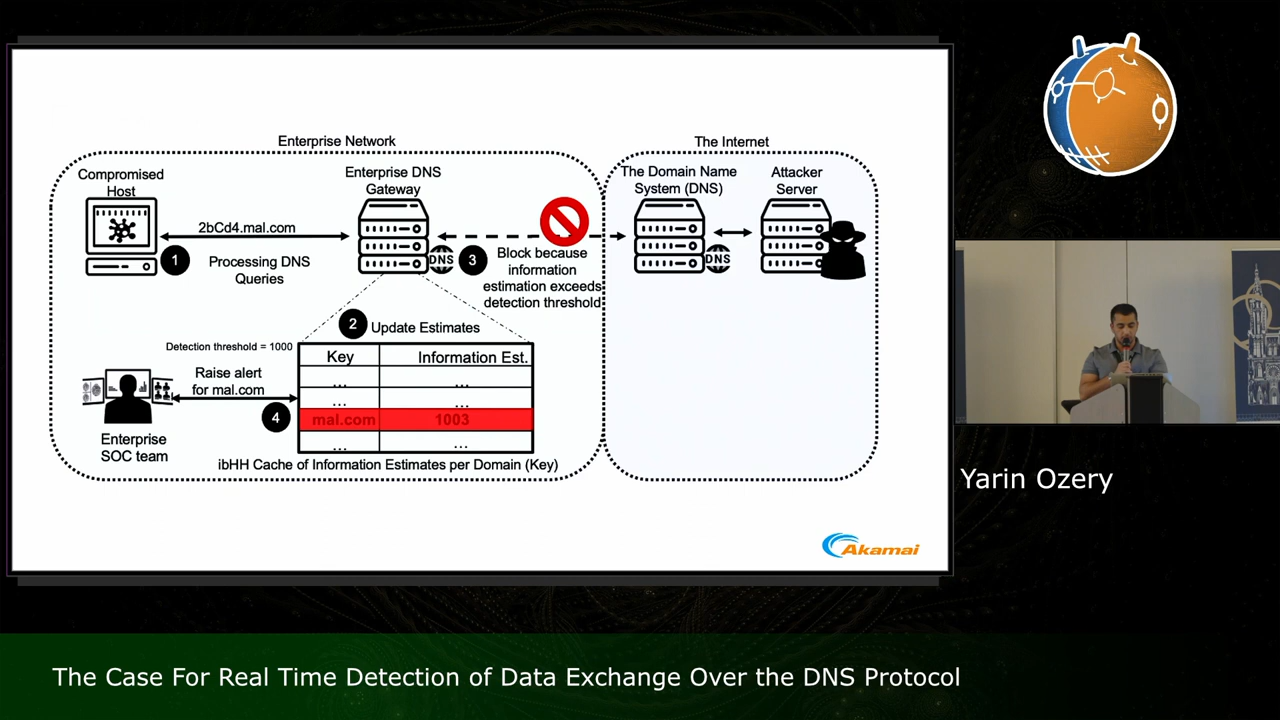 Enterprise Network
The Internet
Compromised
Host
Enterprise DNS
Gateway
The Domain Name
System (DNS)
Attacker
Server
2bCd4.mal.com
1
Processing DNS
Queries
DNS
3
Block because
information
estimation exceeds
detection threshold
DNS
2
Update Estimates
Detection threshold = 1000
Key
Information Est.
...
...
...
...
mal.com
1003
...
...
Raise alert
for mal.com
4
Enterprise
SOC team
ibHH Cache of Information Estimates per Domain (Key)
Akamai
Yarin Ozery
The Case For Real Time Detection of Data Exchange Over the DNS Protocol